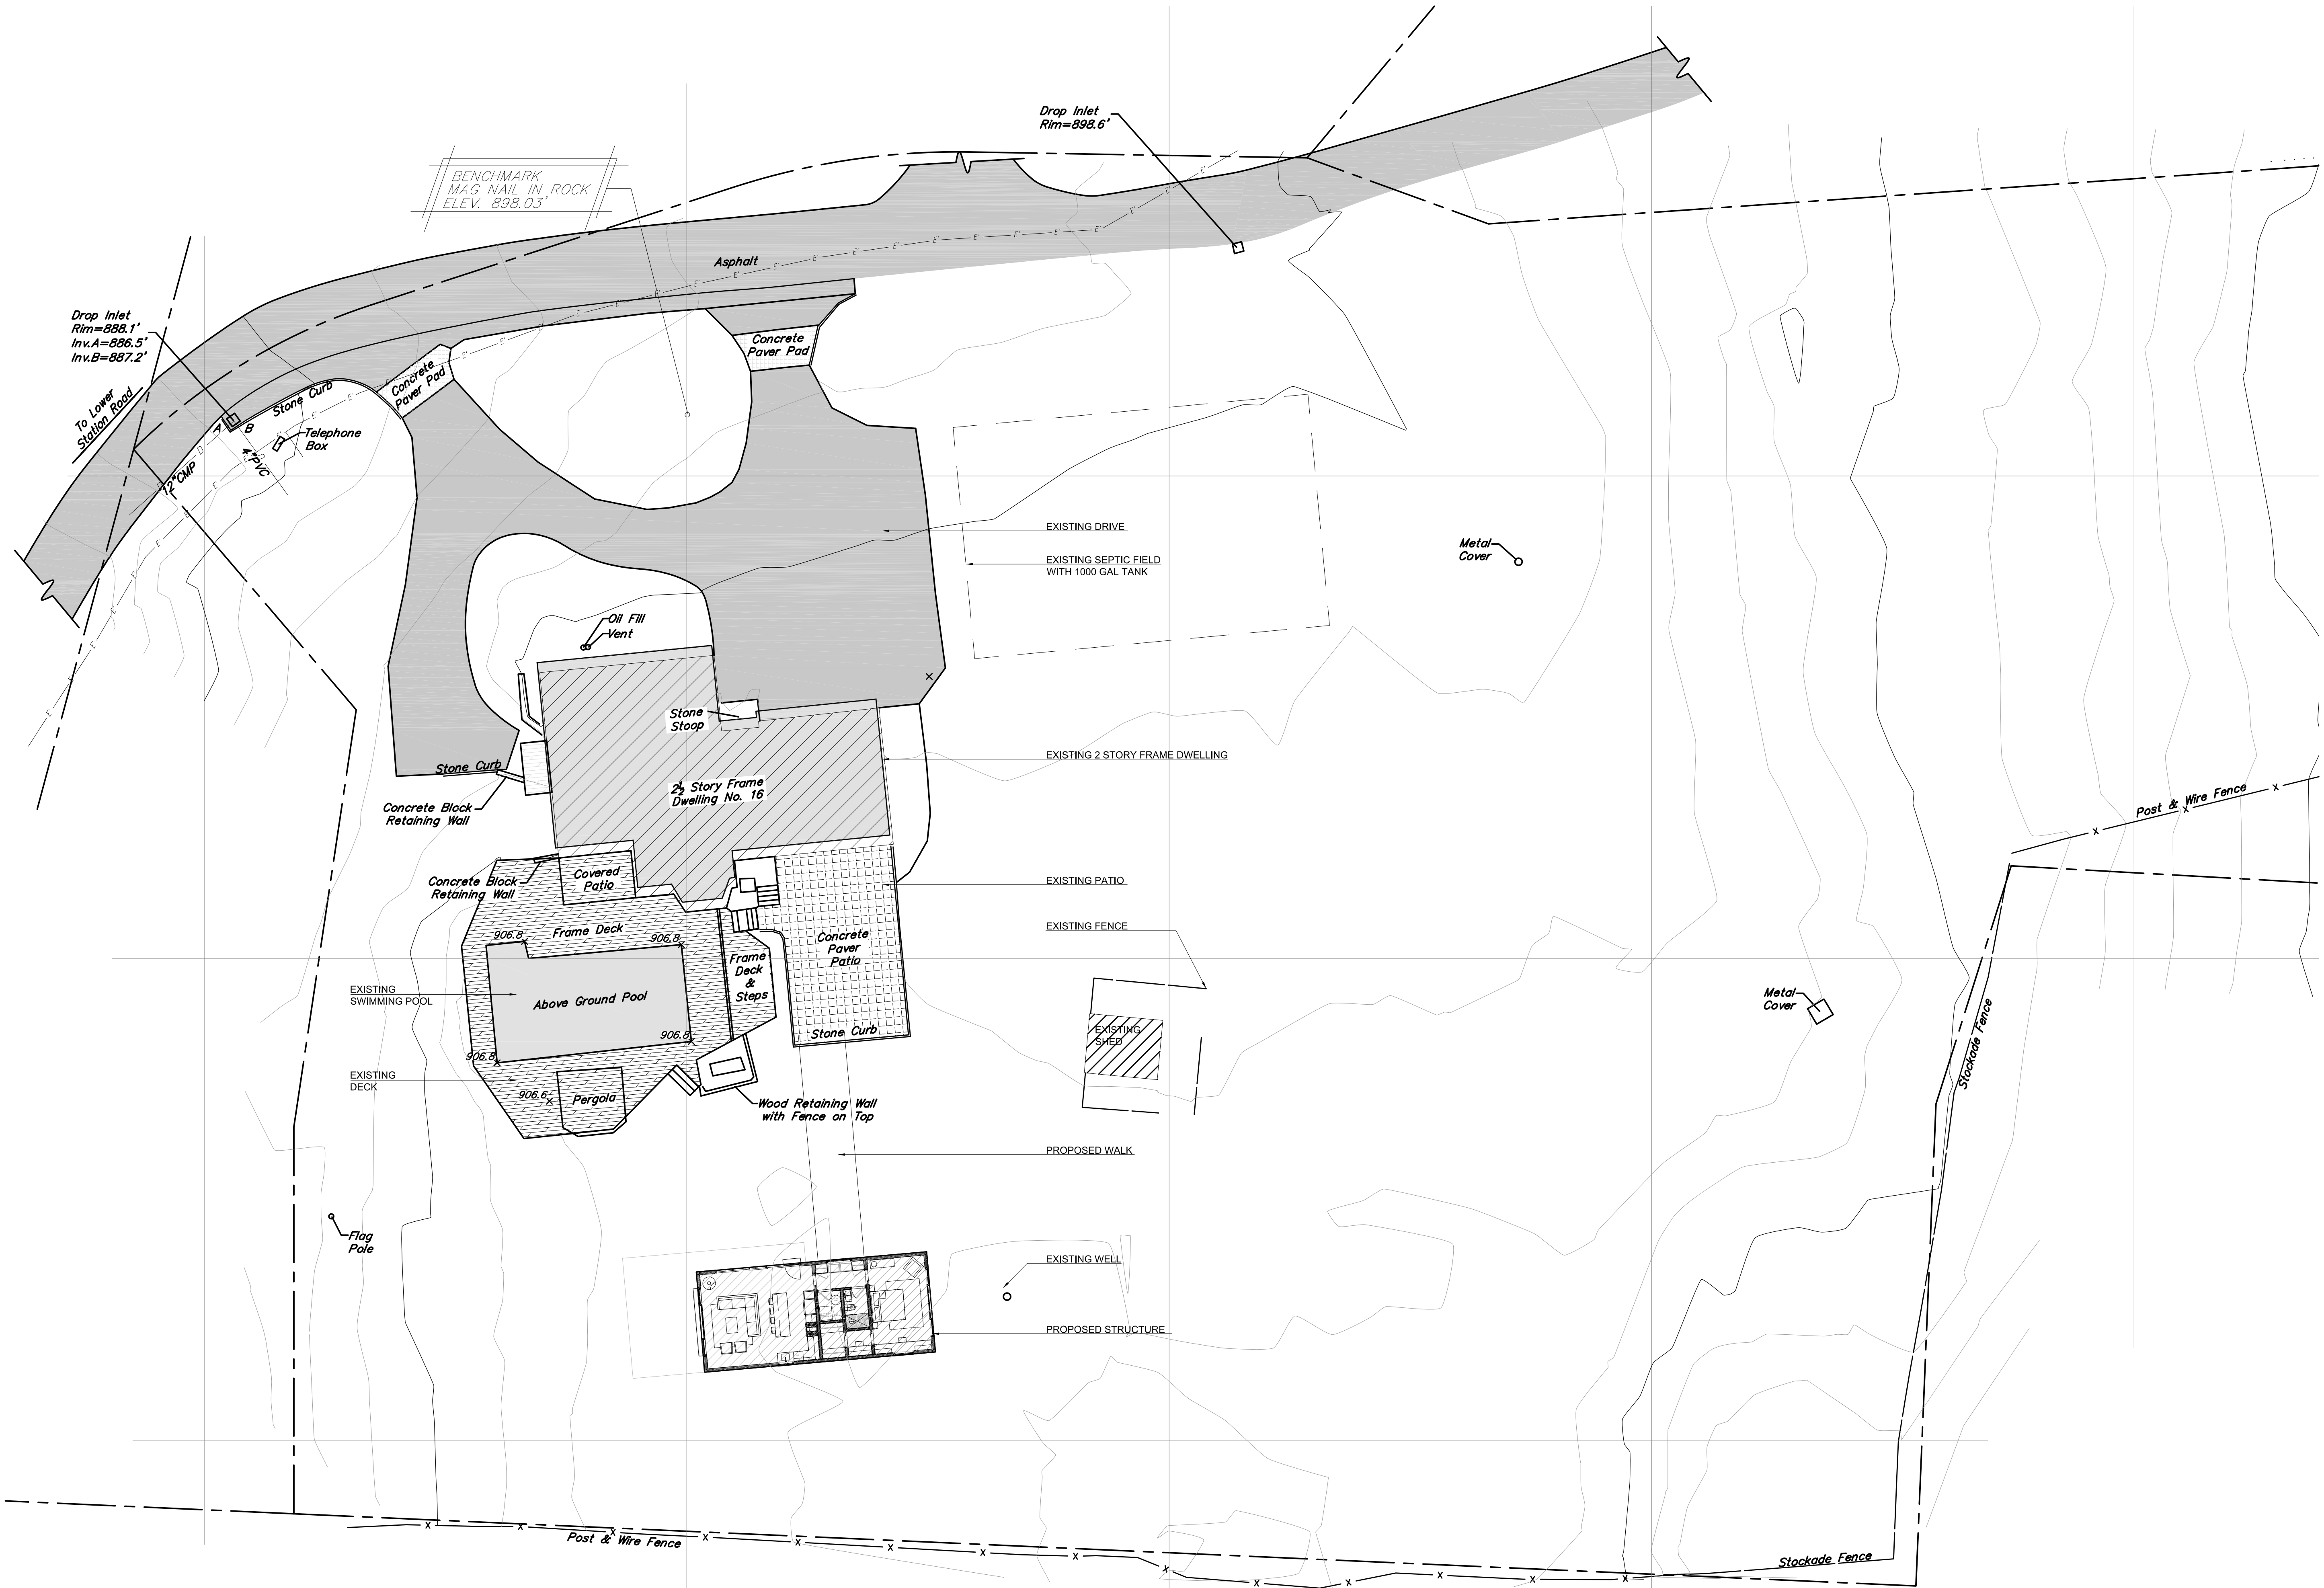 Drop Inlet
Rim=898.6'
BENCHMARK
MAG NAIL IN ROCK
ELEV. 898.03'
Asphalt
Drop Inlet
Rim=888.1'
Inv.A=886.5'
Inv.B=887.2'
To Lower
Station Road
Stone Curb
Concrete
Paver Pad
Concrete
Paver Pad
A
B
Telephone
Box
4"PVC
12"CMP
EXISTING DRIVE
EXISTING SEPTIC FIELD
WITH 1000 GAL TANK
Metal
Cover
Oil Fill
Vent
Stone
Stoop
EXISTING 2 STORY FRAME DWELLING
Stone Curb
2½ Story Frame
Dwelling No. 16
Concrete Block
Retaining Wall
Post & Wire Fence
Concrete Block
Retaining Wall
Covered
Patio
EXISTING PATIO
EXISTING FENCE
906.8
Frame Deck
906.8
Concrete
Paver
Patio
Frame
Deck
&
Steps
EXISTING
SWIMMING POOL
Above Ground Pool
Metal
Cover
Stockade Fence
EXISTING
SHED
906.8
Stone Curb
906.8
EXISTING
DECK
906.6
Pergola
Wood Retaining Wall
with Fence on Top
PROPOSED WALK
Flag
Pole
EXISTING WELL
PROPOSED STRUCTURE
Post & Wire Fence
Stockade Fence